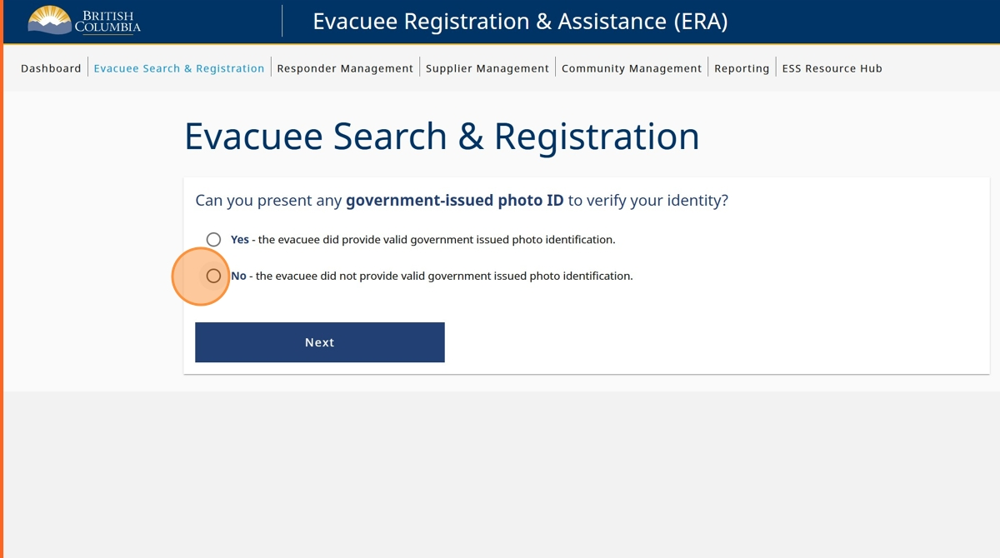 BRITISH
COLUMBIA
Evacuee Registration & Assistance (ERA)
Dashboard Evacuee Search & Registration Responder Management Supplier Management Community Management Reporting ESS Resource Hub
Evacuee Search & Registration
Can you present any government-issued photo ID to verify your identity?
Yes - the evacuee did provide valid government issued photo identification.
No - the evacuee did not provide valid government issued photo identification.
Next